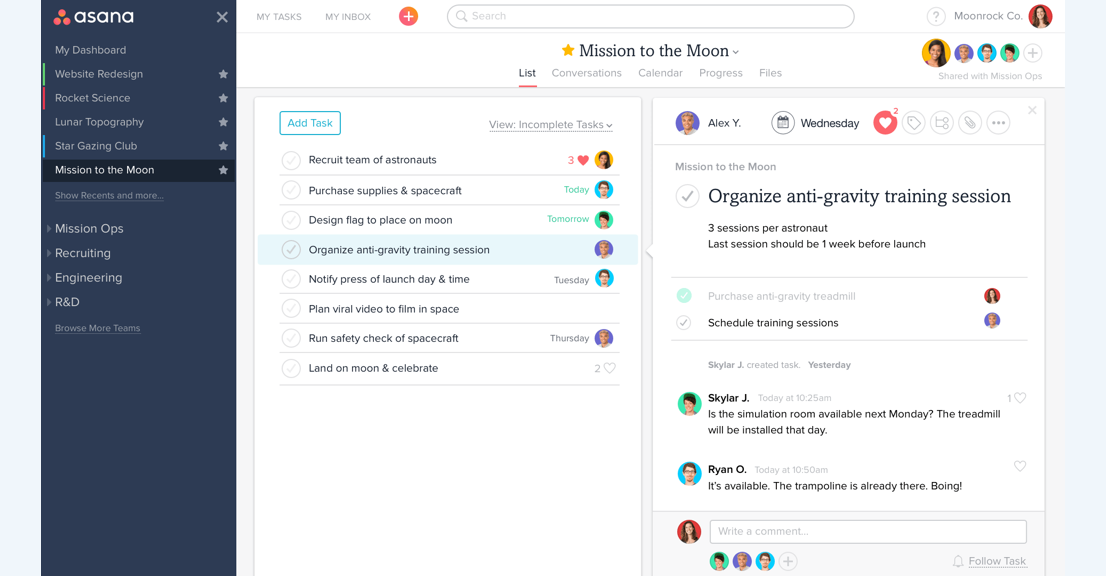 asana
My Dashboard
Website Redesign
Rocket Science
Lunar Topography
Star Gazing Club
Mission to the Moon
Show Recents and more...
Mission Ops
Recruiting
Engineering
R&D
Browse More Teams
MY TASKS MY INBOX Search ? Moonrock Co.
Mission to the Moon
Shared with Mission Ops
List Conversations Calendar Progress Files
Add Task View: Incomplete Tasks
Recruit team of astronauts 3
Purchase supplies & spacecraft Today
Design flag to place on moon Tomorrow
Organize anti-gravity training session
Notify press of launch day & time Tuesday
Plan viral video to film in space
Run safety check of spacecraft Thursday
Land on moon & celebrate 2
Alex Y. Wednesday 2
Mission to the Moon
Organize anti-gravity training session
3 sessions per astronaut
Last session should be 1 week before launch
Purchase anti-gravity treadmill
Schedule training sessions
Skylar J. created task. Yesterday
Skylar J. Today at 10:25am 1
Is the simulation room available next Monday? The treadmill
will be installed that day.
Ryan O. Today at 10:50am
It's available. The trampoline is already there. Boing!
Write a comment...
Follow Task